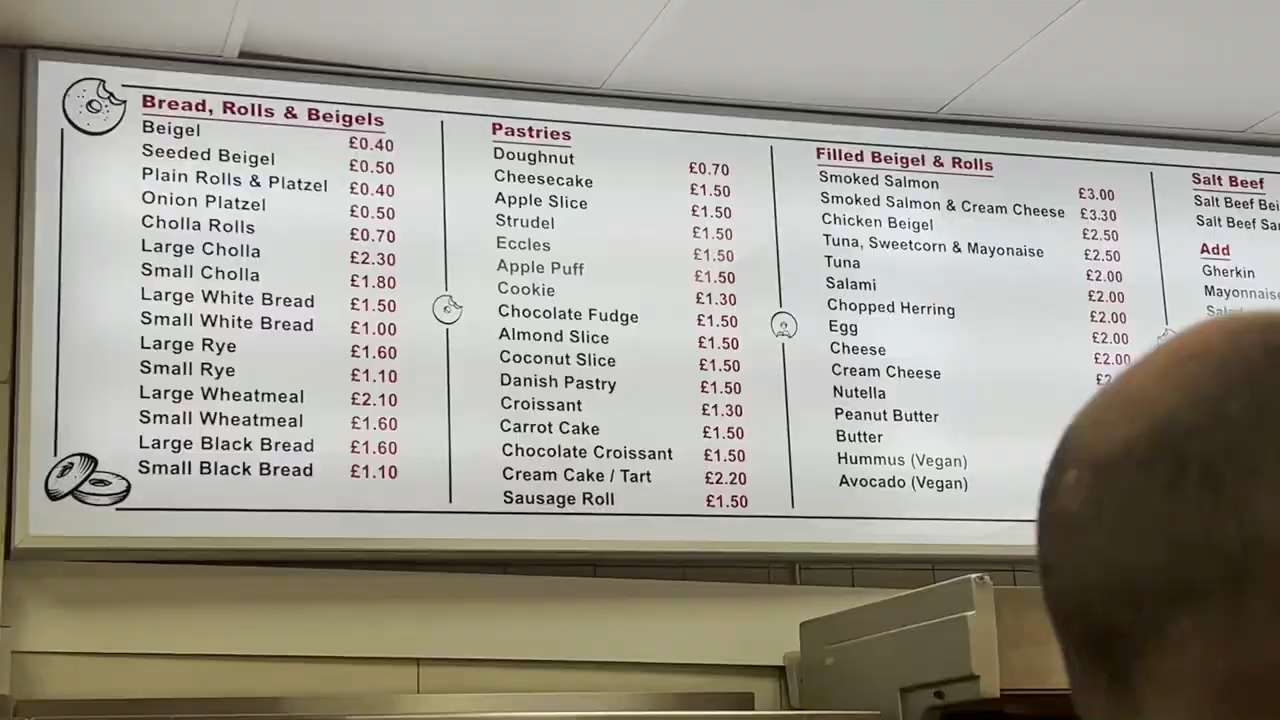 Bread, Rolls & Beigels
Beigel £0.40
Seeded Beigel £0.50
Plain Rolls & Platzel £0.40
Onion Platzel £0.50
Cholla Rolls £0.70
Large Cholla £2.30
Small Cholla £1.80
Large White Bread £1.50
Small White Bread £1.00
Large Rye £1.60
Small Rye £1.10
Large Wheatmeal £2.10
Small Wheatmeal £1.60
Large Black Bread £1.60
Small Black Bread £1.10
Pastries
Doughnut £0.70
Cheesecake £1.50
Apple Slice £1.50
Strudel £1.50
Eccles £1.50
Apple Puff £1.50
Cookie £1.30
Chocolate Fudge £1.50
Almond Slice £1.50
Coconut Slice £1.50
Danish Pastry £1.50
Croissant £1.30
Carrot Cake £1.50
Chocolate Croissant £1.50
Cream Cake / Tart £2.20
Sausage Roll £1.50
Filled Beigel & Rolls
Smoked Salmon £3.00
Smoked Salmon & Cream Cheese £3.30
Chicken Beigel £2.50
Tuna, Sweetcorn & Mayonaise £2.50
Tuna £2.00
Salami £2.00
Chopped Herring £2.00
Egg £2.00
Cheese £2.00
Cream Cheese
Nutella
Peanut Butter
Butter
Hummus (Vegan)
Avocado (Vegan)
Salt Beef
Salt Beef
Salt Beef
Add
Gherkin